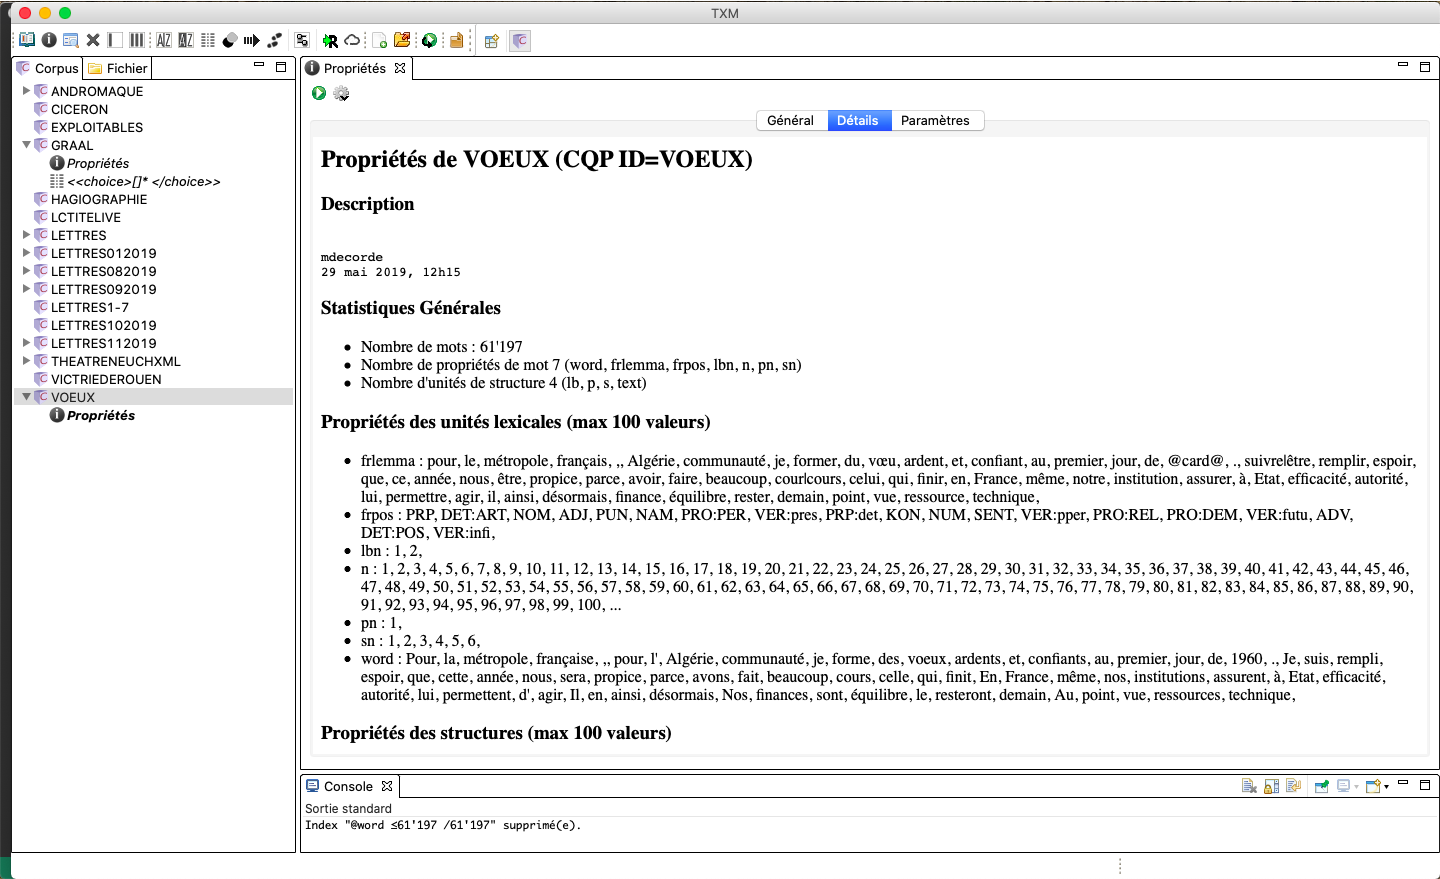 TXM
Corpus
Fichier
ANDROMAQUE
CICERON
EXPLOITABLES
GRAAL
Propriétés
<<choice>[]* </choice>>
HAGIOGRAPHIE
LCTITELIVE
LETTRES
LETTRES012019
LETTRES082019
LETTRES092019
LETTRES1-7
LETTRES102019
LETTRES112019
THEATRENEUCHXML
VICTRIEDEROUEN
VOEUX
Propriétés
Propriétés
Général
Détails
Paramètres
Propriétés de VOEUX (CQP ID=VOEUX)
Description
mdecorde
29 mai 2019, 12h15
Statistiques Générales
• Nombre de mots : 61'197
• Nombre de propriétés de mot 7 (word, frlemma, frpos, lbn, n, pn, sn)
• Nombre d'unités de structure 4 (lb, p, s, text)
Propriétés des unités lexicales (max 100 valeurs)
• frlemma : pour, le, métropole, français, ,, Algérie, communauté, je, former, du, vœu, ardent, et, confiant, au, premier, jour, de, @card@, ., suivre|être, remplir, espoir,
que, ce, année, nous, être, propice, parce, avoir, faire, beaucoup, cour|cours, celui, qui, finir, en, France, même, notre, institution, assurer, à, Etat, efficacité, autorité,
lui, permettre, agir, il, ainsi, désormais, finance, équilibre, rester, demain, point, vue, ressource, technique,
• frpos : PRP, DET:ART, NOM, ADJ, PUN, NAM, PRO:PER, VER:pres, PRP:det, KON, NUM, SENT, VER:pper, PRO:REL, PRO:DEM, VER:futu, ADV,
DET:POS, VER:infi,
• lbn : 1, 2,
• n : 1, 2, 3, 4, 5, 6, 7, 8, 9, 10, 11, 12, 13, 14, 15, 16, 17, 18, 19, 20, 21, 22, 23, 24, 25, 26, 27, 28, 29, 30, 31, 32, 33, 34, 35, 36, 37, 38, 39, 40, 41, 42, 43, 44, 45, 46,
47, 48, 49, 50, 51, 52, 53, 54, 55, 56, 57, 58, 59, 60, 61, 62, 63, 64, 65, 66, 67, 68, 69, 70, 71, 72, 73, 74, 75, 76, 77, 78, 79, 80, 81, 82, 83, 84, 85, 86, 87, 88, 89, 90,
91, 92, 93, 94, 95, 96, 97, 98, 99, 100, ...
• pn : 1,
• sn : 1, 2, 3, 4, 5, 6,
• word : Pour, la, métropole, française, ,, pour, l', Algérie, communauté, je, forme, des, voeux, ardents, et, confiants, au, premier, jour, de, 1960, ., Je, suis, rempli,
espoir, que, cette, année, nous, sera, propice, parce, avons, fait, beaucoup, cours, celle, qui, finit, En, France, même, nos, institutions, assurent, à, Etat, efficacité,
autorité, lui, permettent, d', agir, Il, en, ainsi, désormais, Nos, finances, sont, équilibre, le, resteront, demain, Au, point, vue, ressources, technique,
Propriétés des structures (max 100 valeurs)
Console
Sortie standard
Index "@word ≤61'197 /61'197" supprimé(e).